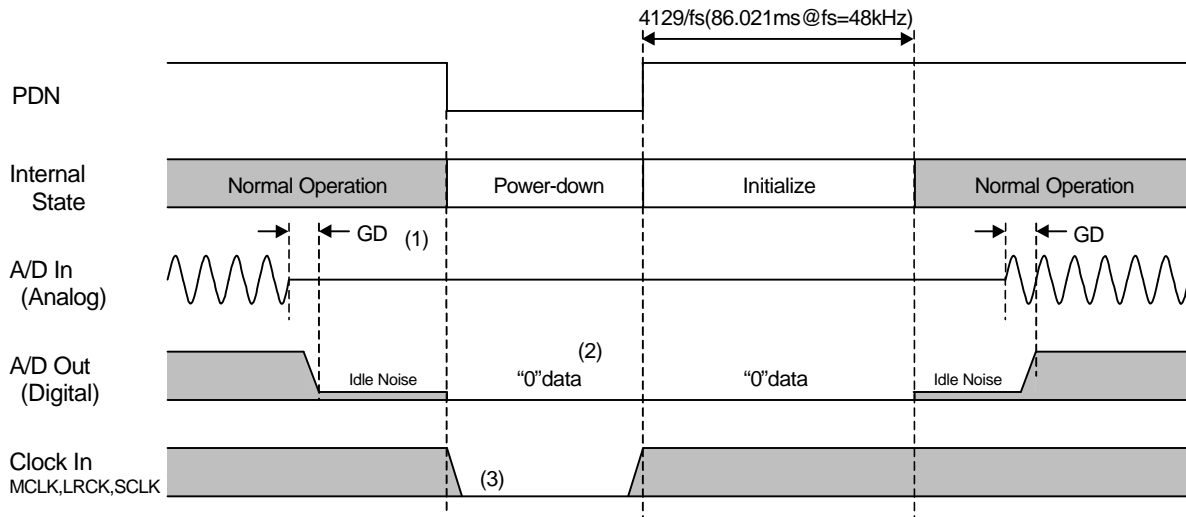 4129/fs(86.021ms@fs=48kHz)
PDN
Internal
State
Normal Operation
Power-down
Initialize
Normal Operation
GD
(1)
GD
A/D In
(Analog)
A/D Out
(Digital)
Idle Noise
“0”data
(2)
“0”data
Idle Noise
Clock In
MCLK,LRCK,SCLK
(3)